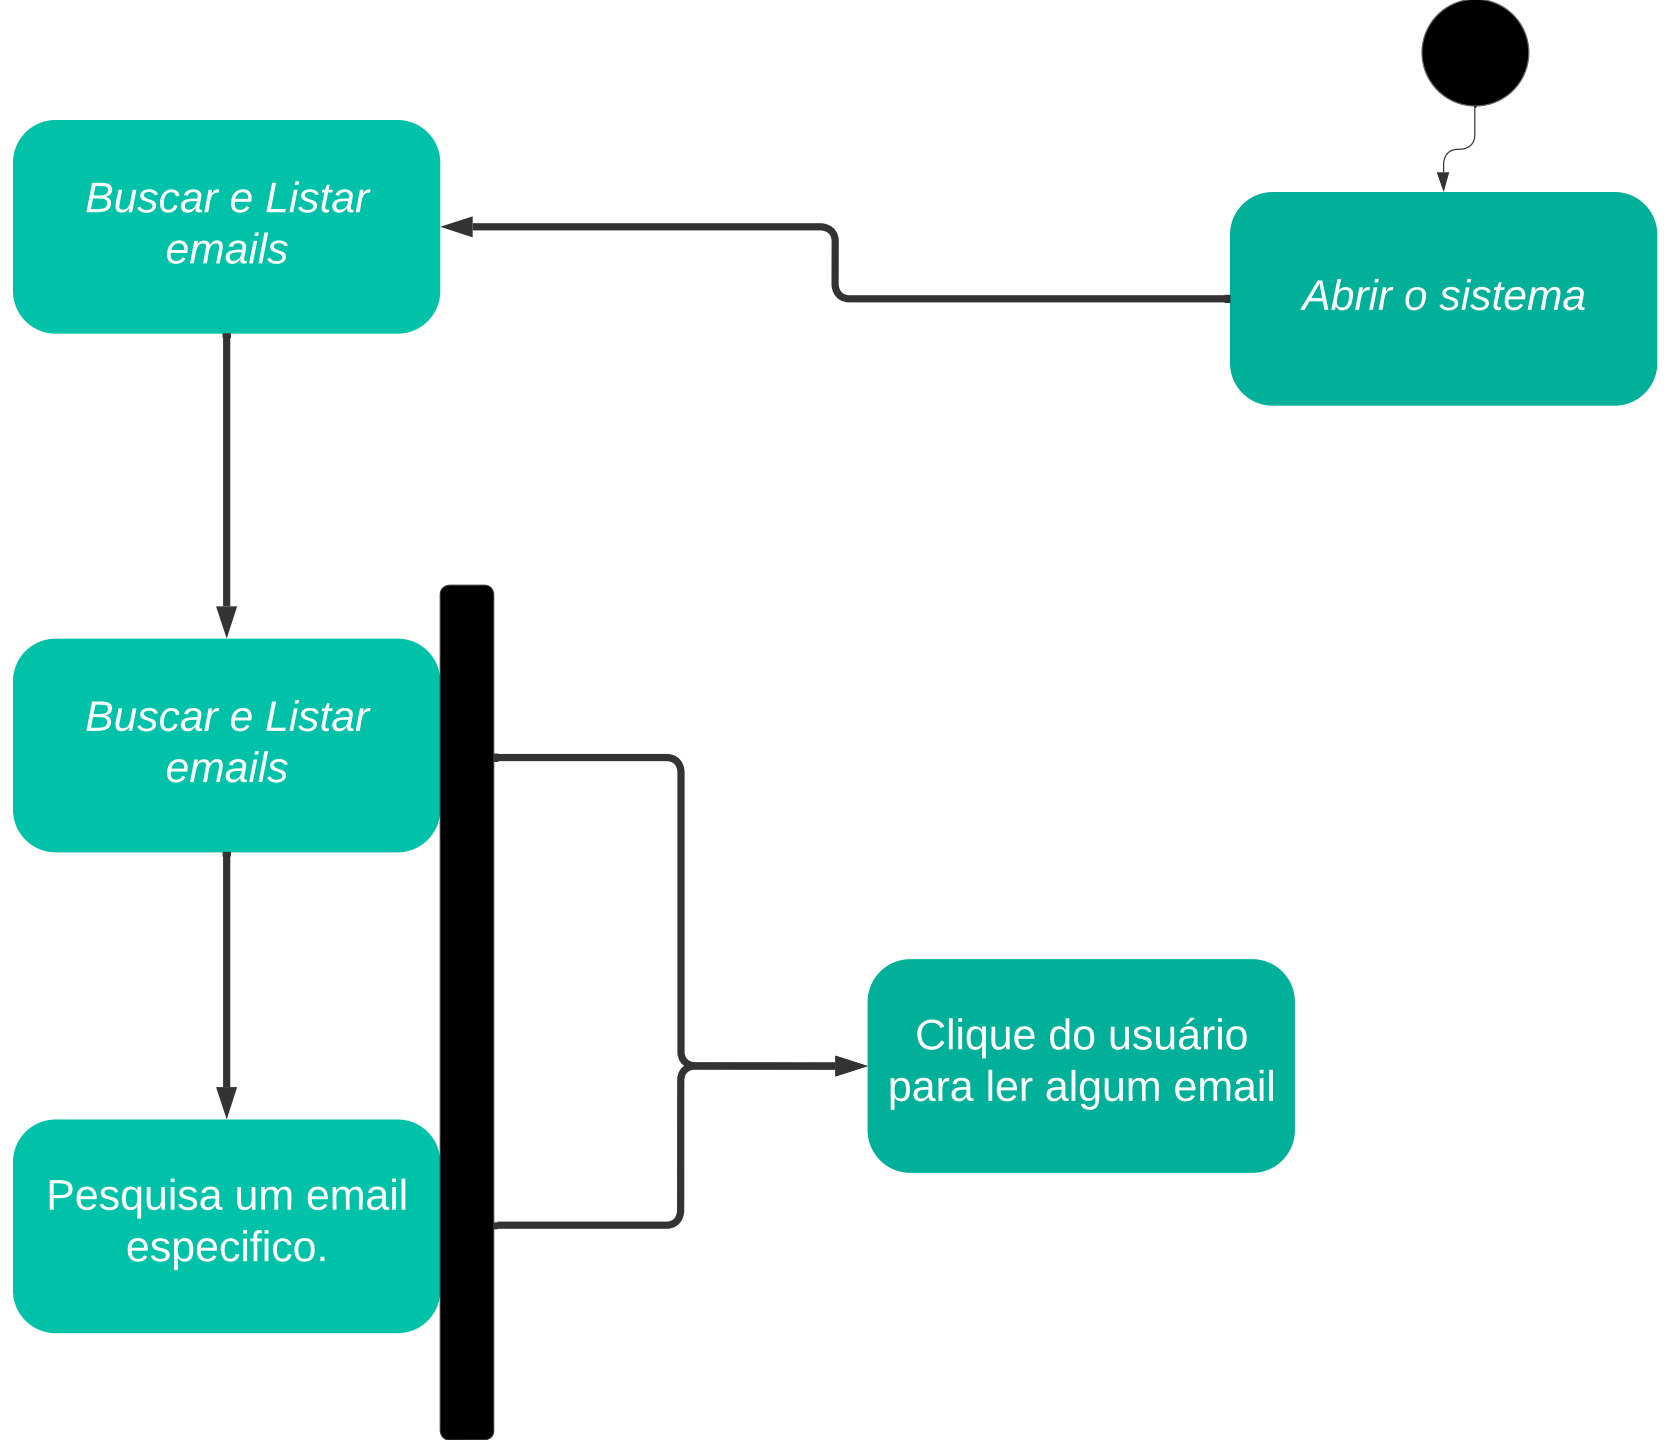 Buscar e Listar
emails
Abrir o sistema
Buscar e Listar
emails
Clique do usuário
para ler algum email
Pesquisa um email
especifico.